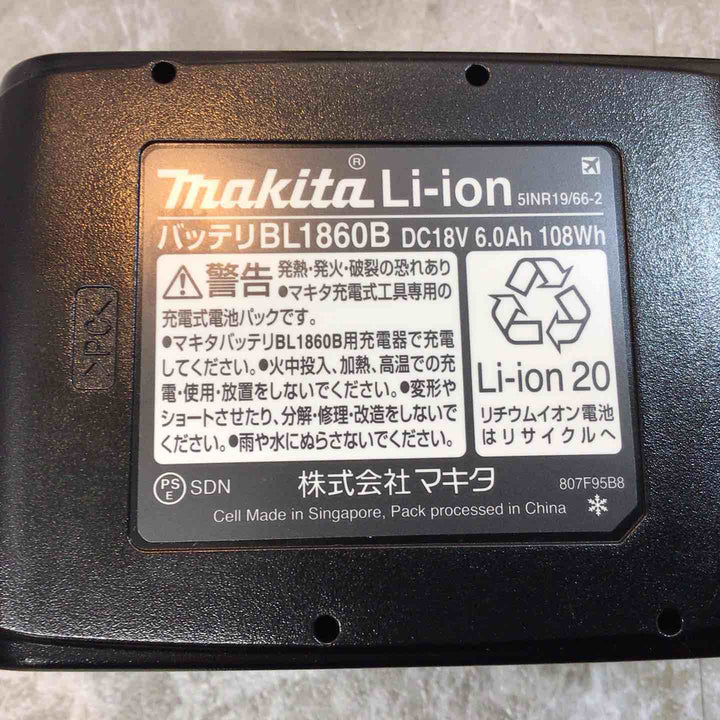 makita® Li-ion 5INR19/66-2
バッテリBL1860B DC18V 6.0Ah 108Wh
警告 発熱・発火・破裂の恐れあり
●マキタ充電式工具専用の
充電式電池パックです。
●マキタバッテリBL1860B用充電器で充電
してください。●火中投入、加熱、高温での充
電・使用・放置をしないでください。●変形や
ショートさせたり、分解・修理・改造をしないで
ください。●雨や水にぬらさないでください。
Li-ion 20
リチウムイオン電池
はリサイクルへ
PS
E SDN 株式会社マキタ 807F95B8
Cell Made in Singapore, Pack processed in China
>PC<